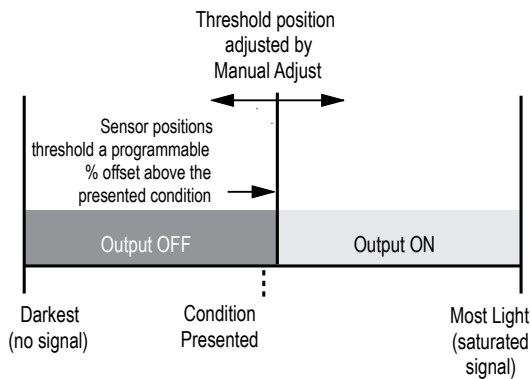 Threshold position
adjusted by
Manual Adjust
Sensor positions
threshold a programmable
% offset above the
presented condition
Output OFF
Output ON
Darkest
(no signal)
Condition
Presented
Most Light
(saturated
signal)